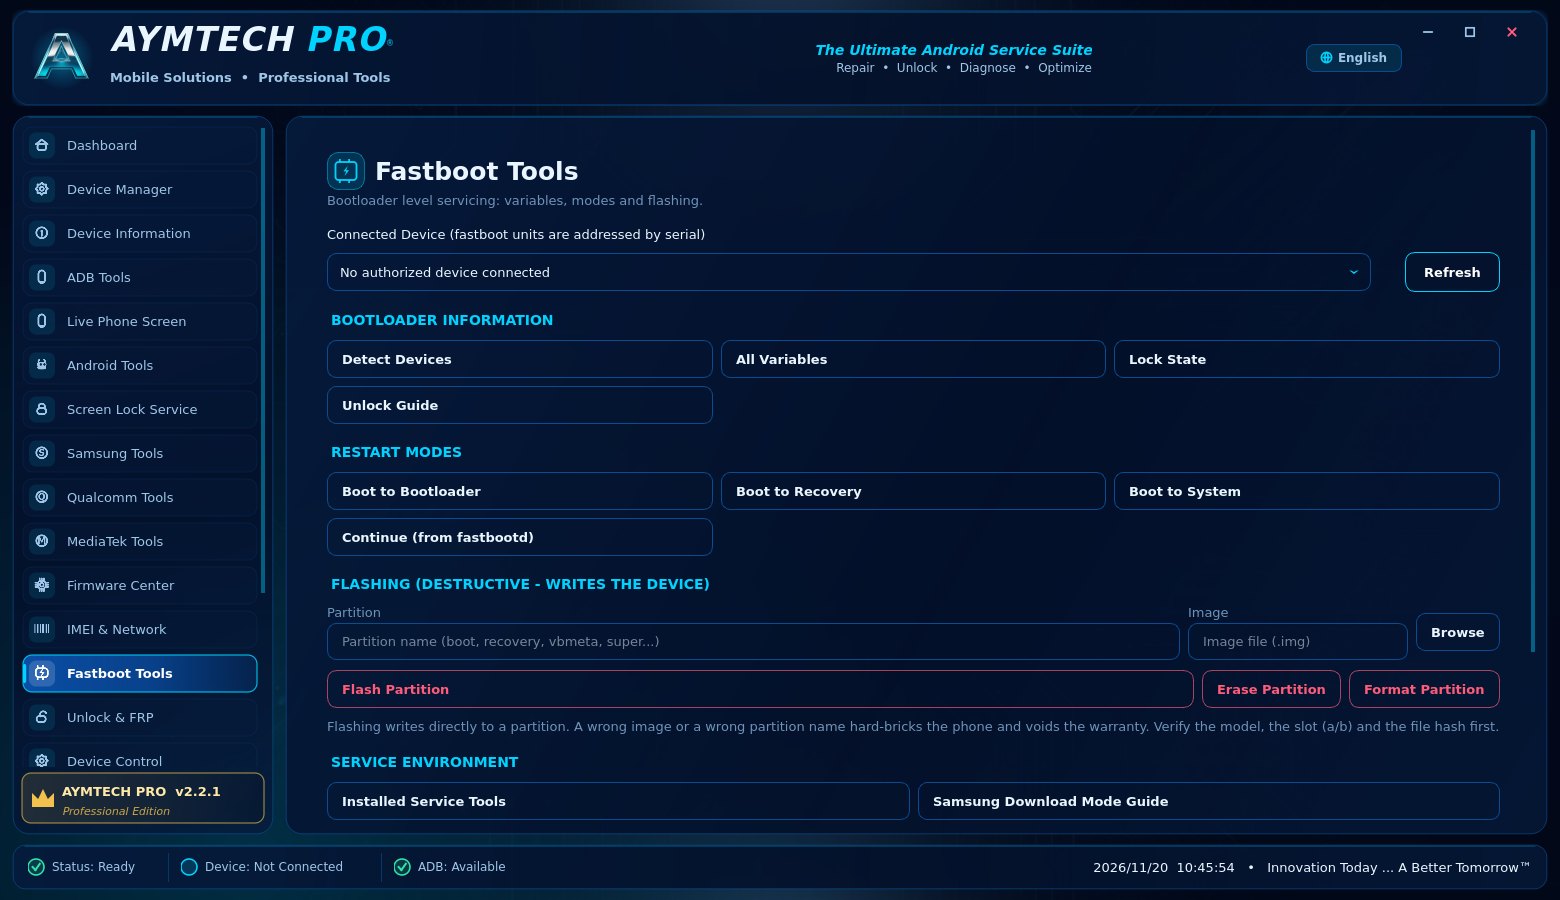 AYMTECH PRO®
Mobile Solutions • Professional Tools
The Ultimate Android Service Suite
Repair • Unlock • Diagnose • Optimize
English
Dashboard
Device Manager
Device Information
ADB Tools
Live Phone Screen
Android Tools
Screen Lock Service
Samsung Tools
Qualcomm Tools
MediaTek Tools
Firmware Center
IMEI & Network
Fastboot Tools
Unlock & FRP
Device Control
AYMTECH PRO v2.2.1
Professional Edition
Fastboot Tools
Bootloader level servicing: variables, modes and flashing.
Connected Device (fastboot units are addressed by serial)
No authorized device connected
Refresh
BOOTLOADER INFORMATION
Detect Devices
All Variables
Lock State
Unlock Guide
RESTART MODES
Boot to Bootloader
Boot to Recovery
Boot to System
Continue (from fastbootd)
FLASHING (DESTRUCTIVE - WRITES THE DEVICE)
Partition
Image
Partition name (boot, recovery, vbmeta, super...)
Image file (.img)
Browse
Flash Partition
Erase Partition
Format Partition
Flashing writes directly to a partition. A wrong image or a wrong partition name hard-bricks the phone and voids the warranty. Verify the model, the slot (a/b) and the file hash first.
SERVICE ENVIRONMENT
Installed Service Tools
Samsung Download Mode Guide
Status: Ready
Device: Not Connected
ADB: Available
2026/11/20 10:45:54 • Innovation Today ... A Better Tomorrow™